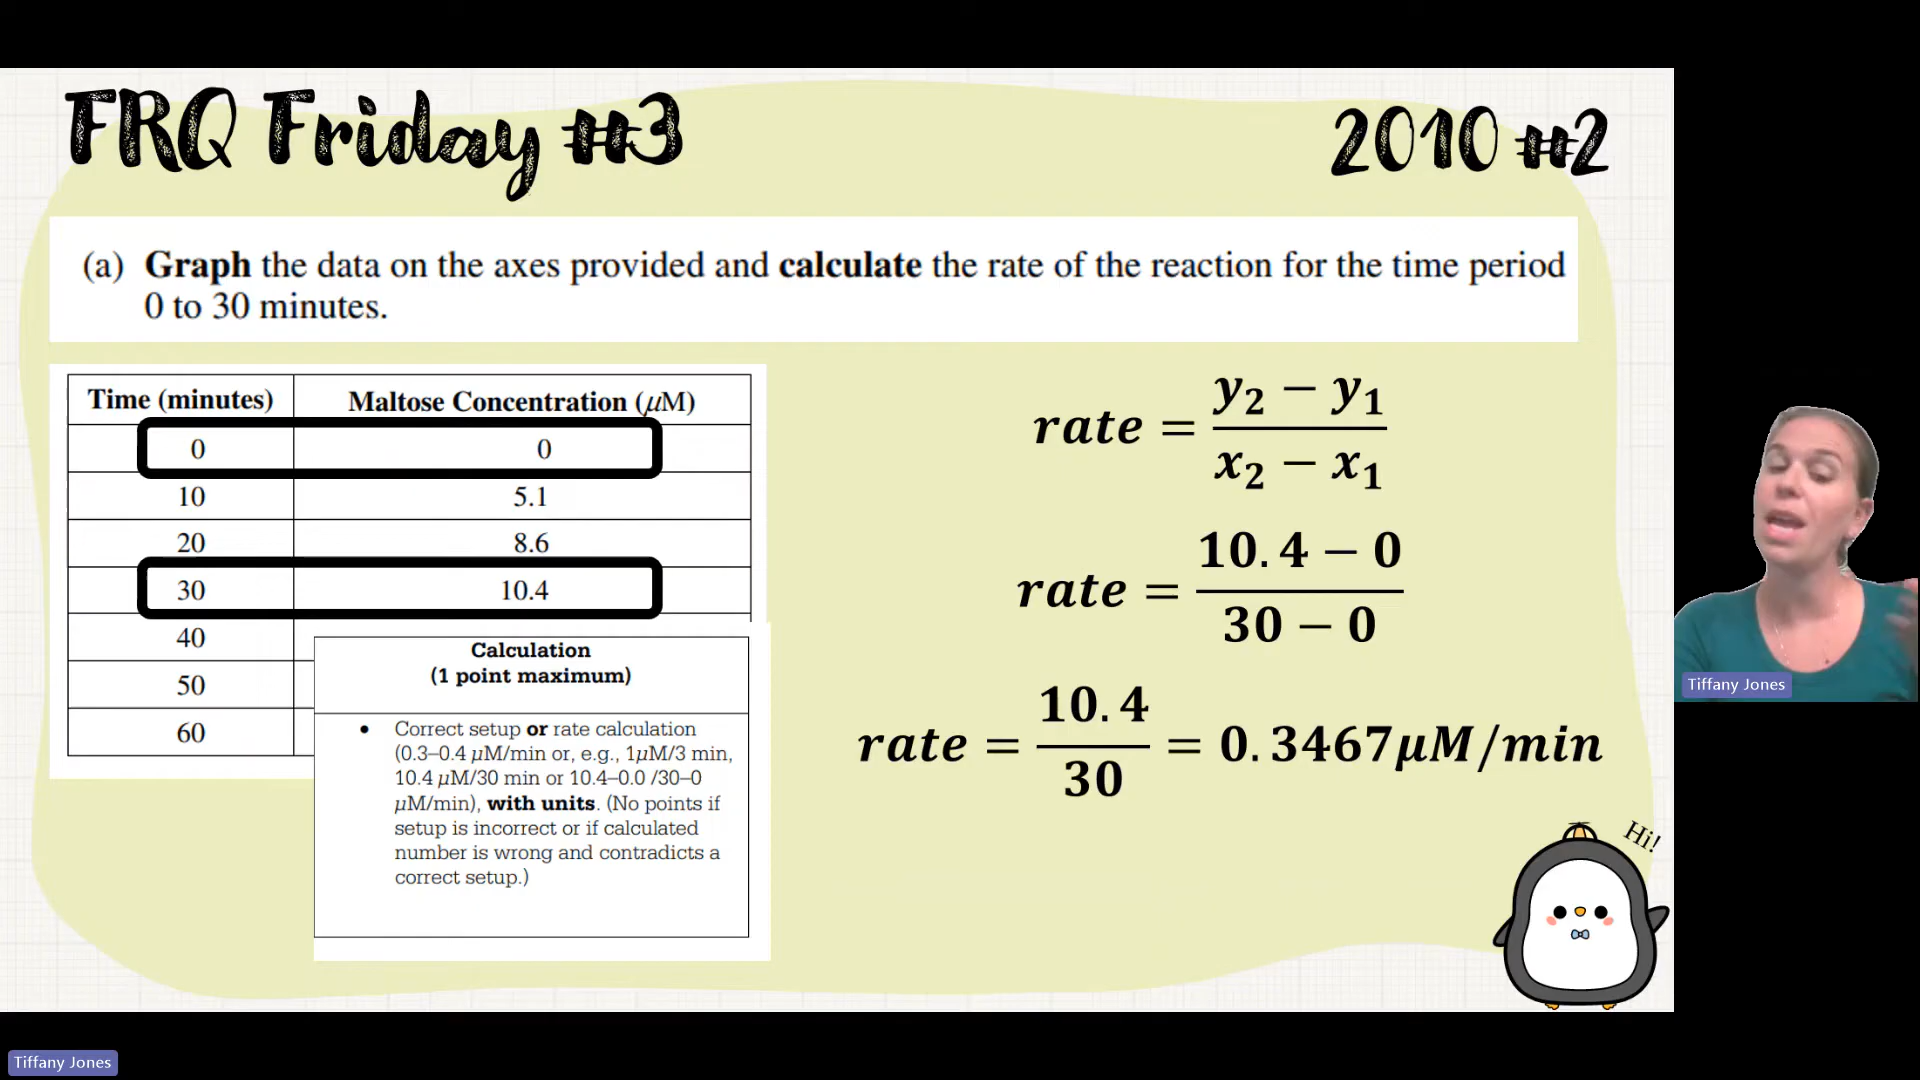 FRQ Friday #3
2010 #2
(a) Graph the data on the axes provided and calculate the rate of the reaction for the time period
0 to 30 minutes.
Time (minutes) Maltose Concentration (μM)
0 0
10 5.1
20 8.6
30 10.4
40
50
60
Calculation
(1 point maximum)
• Correct setup or rate calculation
(0.3–0.4 μM/min or, e.g., 1μM/3 min,
10.4 μM/30 min or 10.4–0.0 /30–0
μM/min), with units. (No points if
setup is incorrect or if calculated
number is wrong and contradicts a
correct setup.)
rate = y₂ − y₁ / x₂ − x₁
rate = 10.4 − 0 / 30 − 0
rate = 10.4 / 30 = 0.3467μM/min
Hi!
Tiffany Jones
Tiffany Jones